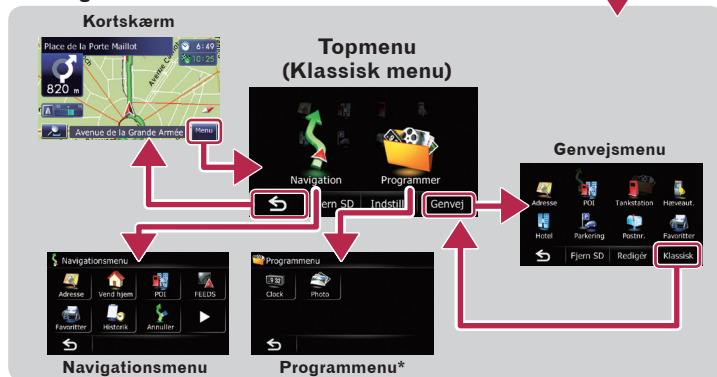 Kortskærm
Place de la Porte Maillot
6:49
10:25
820 m
Avenue de la Grande Armée
Menu
Topmenu
(Klassisk menu)
Navigation
Programmer
Fjern SD
Indstill
Genvej
Genvejsmenu
Adresse
POI
Tankstation
Hæveaut.
Hotel
Parkering
Postnr.
Favoritter
Fjern SD
Redigér
Klassisk
Navigationsmenu
Adresse
Vend hjem
POI
FEEDS
Favoritter
Historik
Annuller
Navigationsmenu
Programmenu
Clock
Photo
Programmenu*